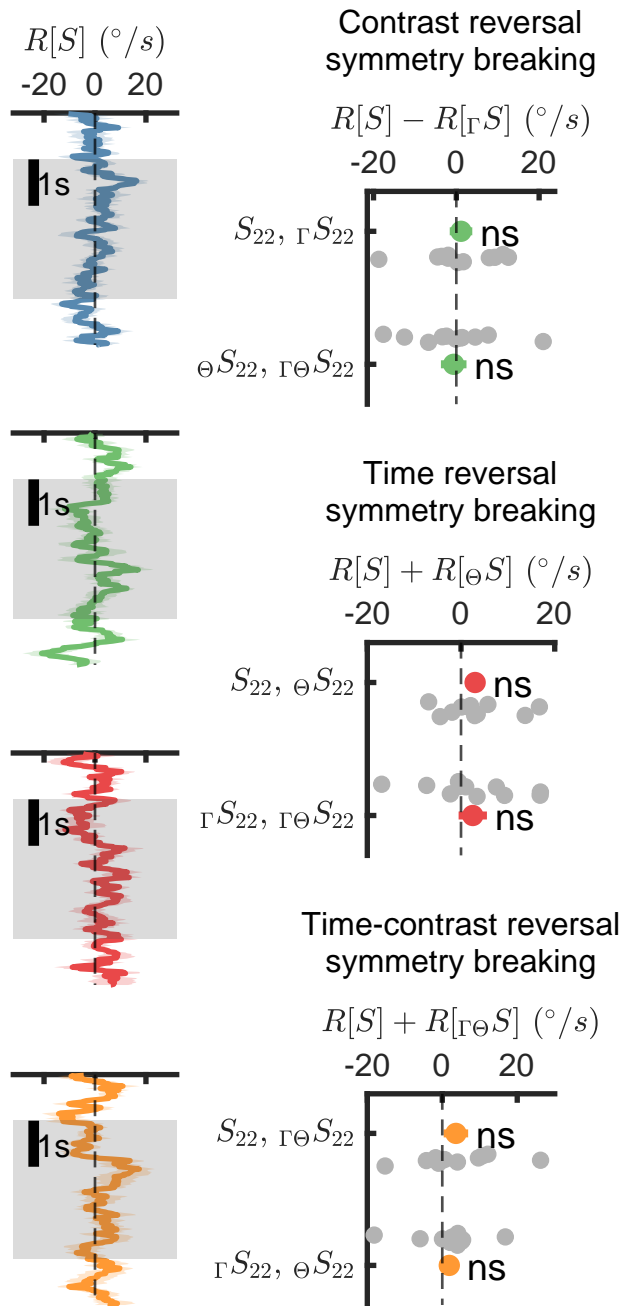 R[S] (°/s)
-20 0 20
1s
1s
1s
1s
Contrast reversal
symmetry breaking
R[S] − R[ΓS] (°/s)
-20 0 20
S22, ΓS22
ns
ΘS22, ΓΘS22
ns
Time reversal
symmetry breaking
R[S] + R[ΘS] (°/s)
-20 0 20
S22, ΘS22
ns
ΓS22, ΓΘS22
ns
Time-contrast reversal
symmetry breaking
R[S] + R[ΓΘS] (°/s)
-20 0 20
S22, ΓΘS22
ns
ΓS22, ΘS22
ns